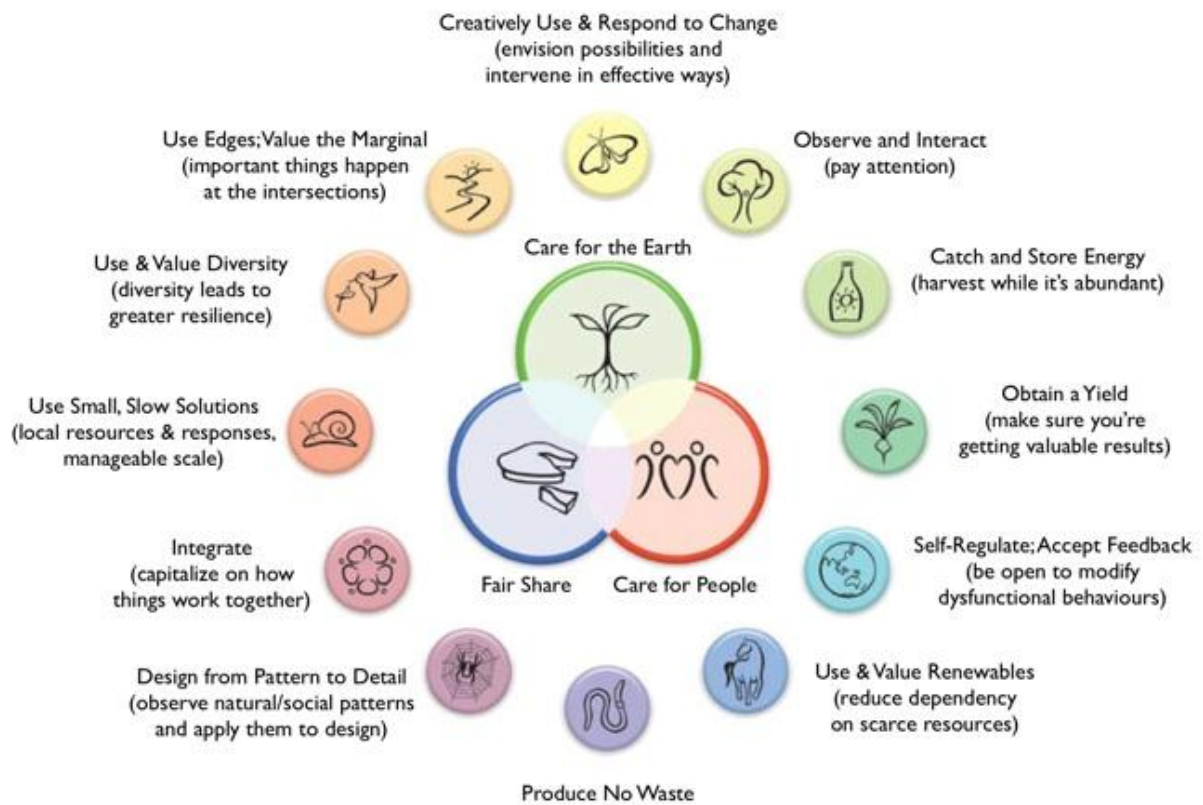 Creatively Use & Respond to Change
(envision possibilities and
intervene in effective ways)
Observe and Interact
(pay attention)
Catch and Store Energy
(harvest while it's abundant)
Obtain a Yield
(make sure you're
getting valuable results)
Self-Regulate; Accept Feedback
(be open to modify
dysfunctional behaviours)
Use & Value Renewables
(reduce dependency
on scarce resources)
Produce No Waste
Design from Pattern to Detail
(observe natural/social patterns
and apply them to design)
Integrate
(capitalize on how
things work together)
Use Small, Slow Solutions
(local resources & responses,
manageable scale)
Use & Value Diversity
(diversity leads to
greater resilience)
Use Edges; Value the Marginal
(important things happen
at the intersections)
Care for the Earth
Fair Share
Care for People